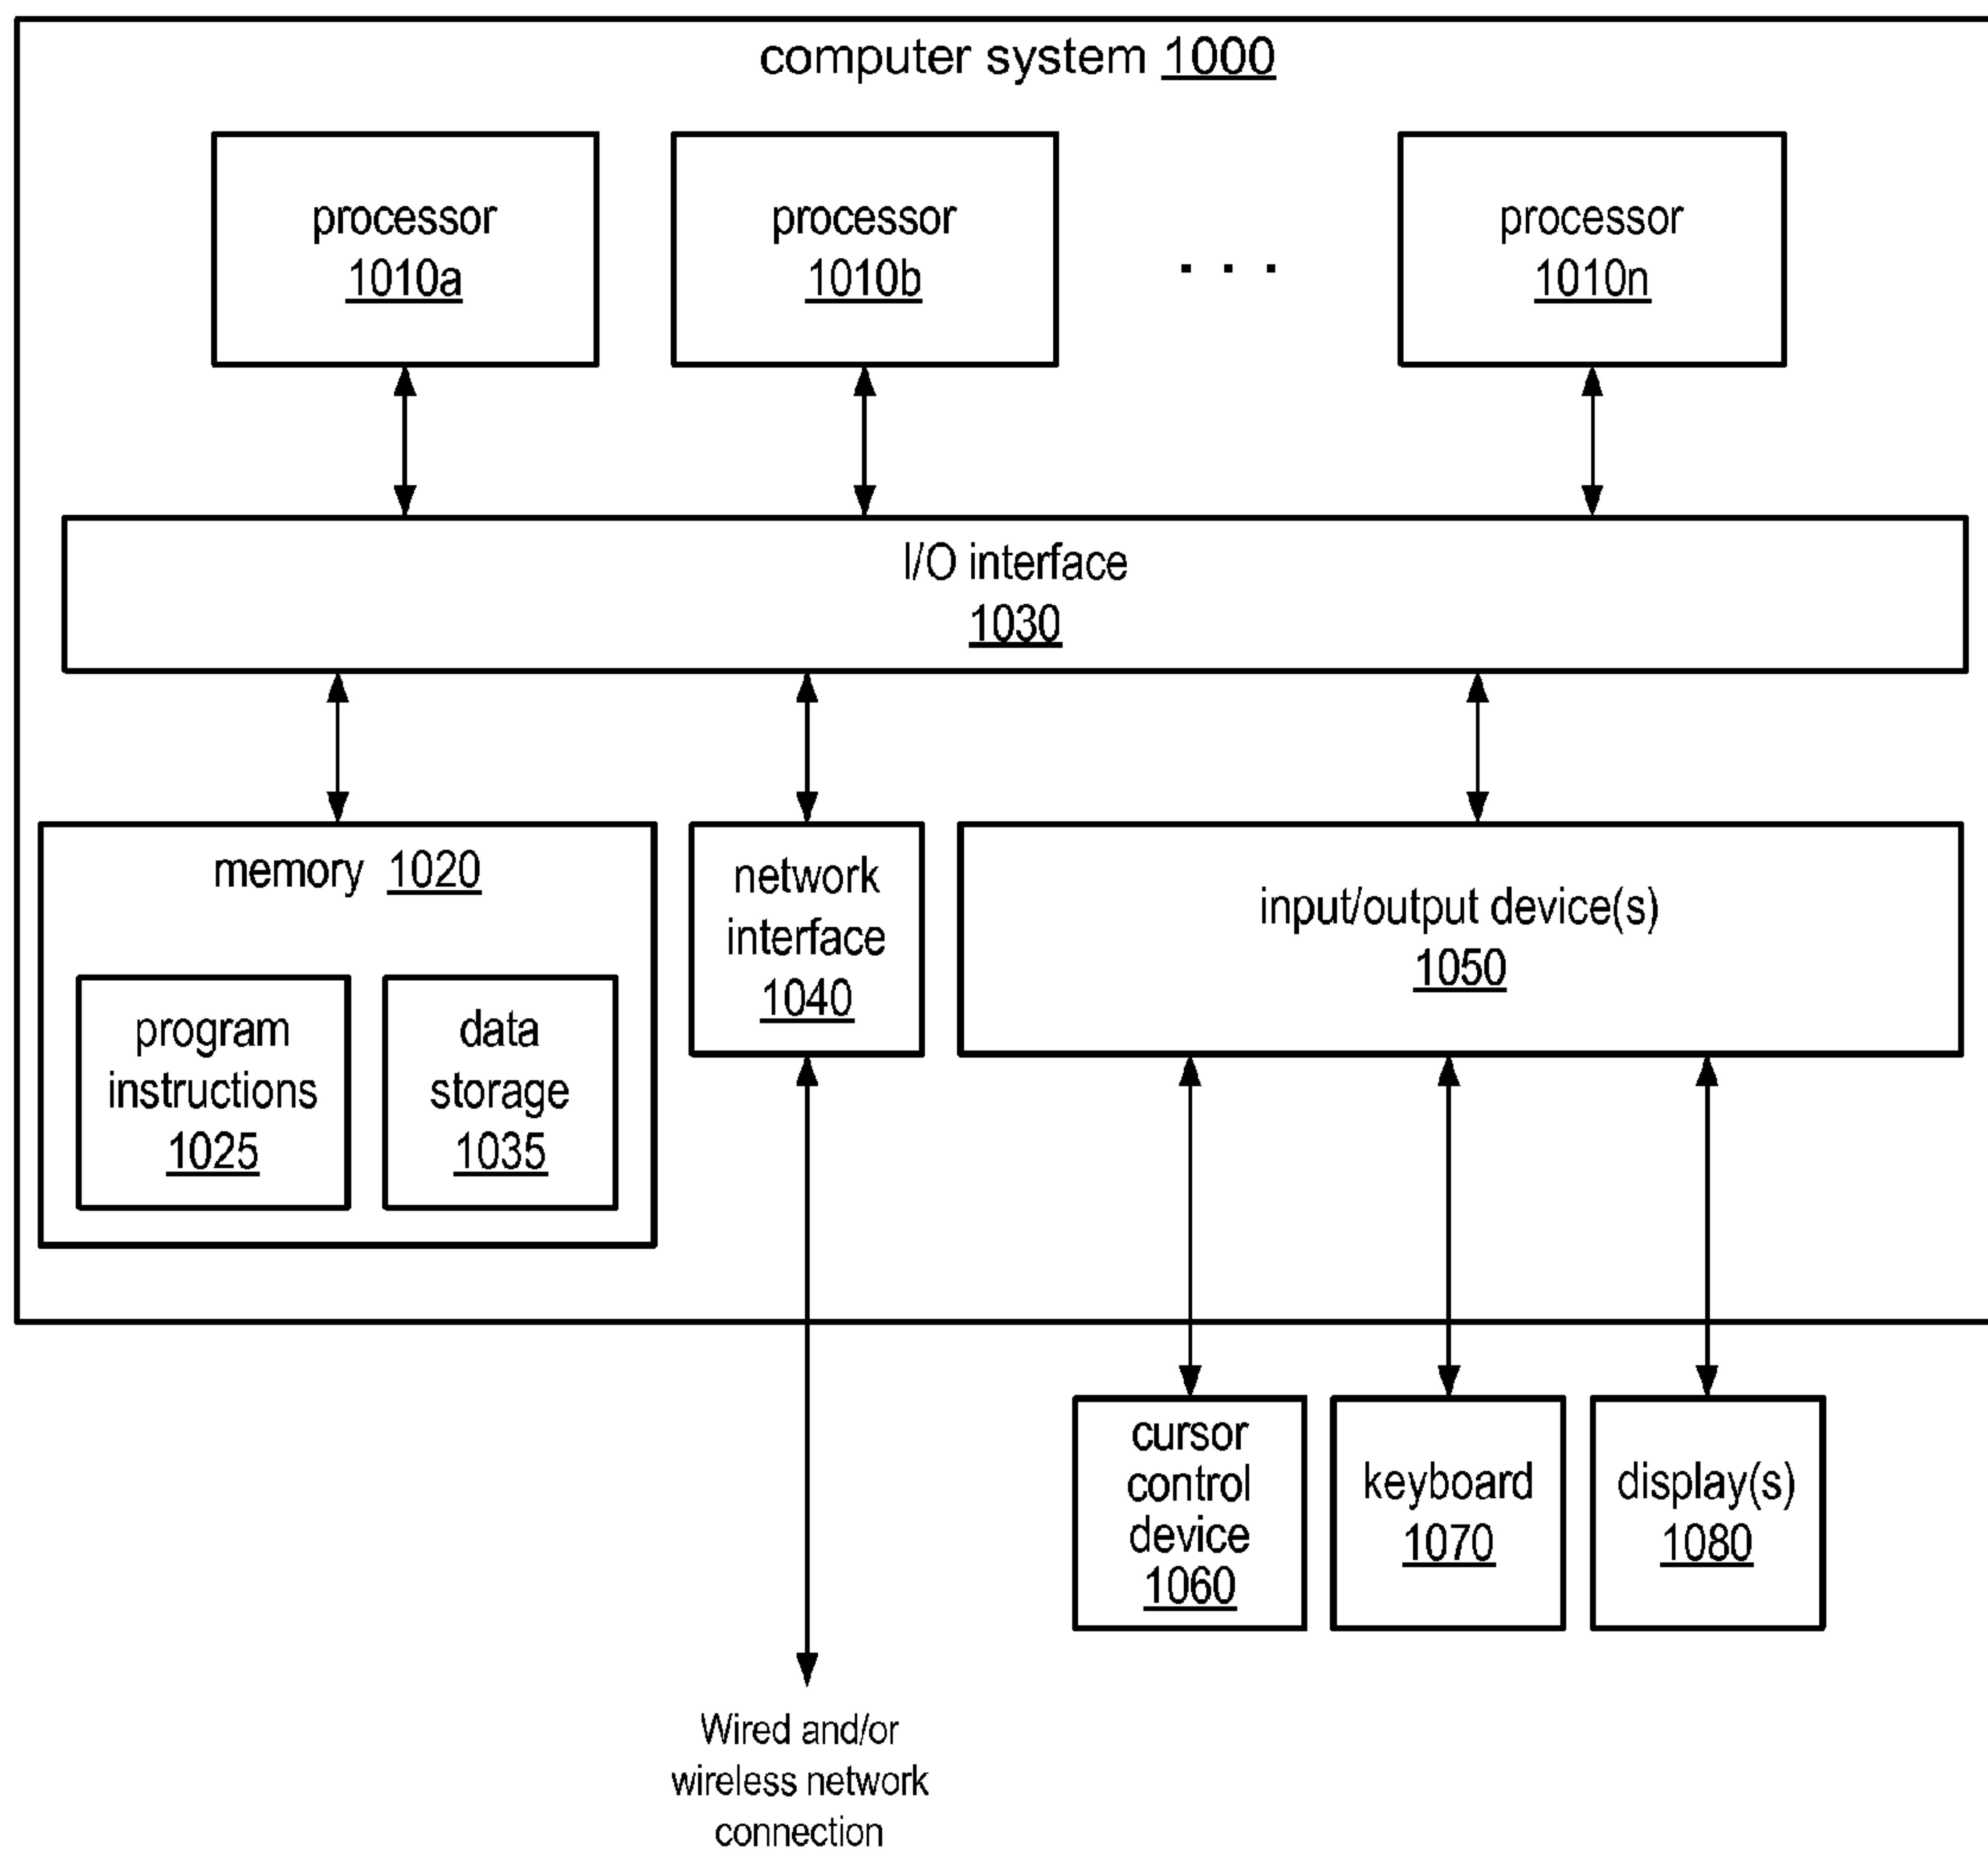 computer system 1000
processor
1010a
processor
1010b
. . .
processor
1010n
I/O interface
1030
memory 1020
program
instructions
1025
data
storage
1035
network
interface
1040
input/output device(s)
1050
cursor
control
device
1060
keyboard
1070
display(s)
1080
Wired and/or
wireless network
connection